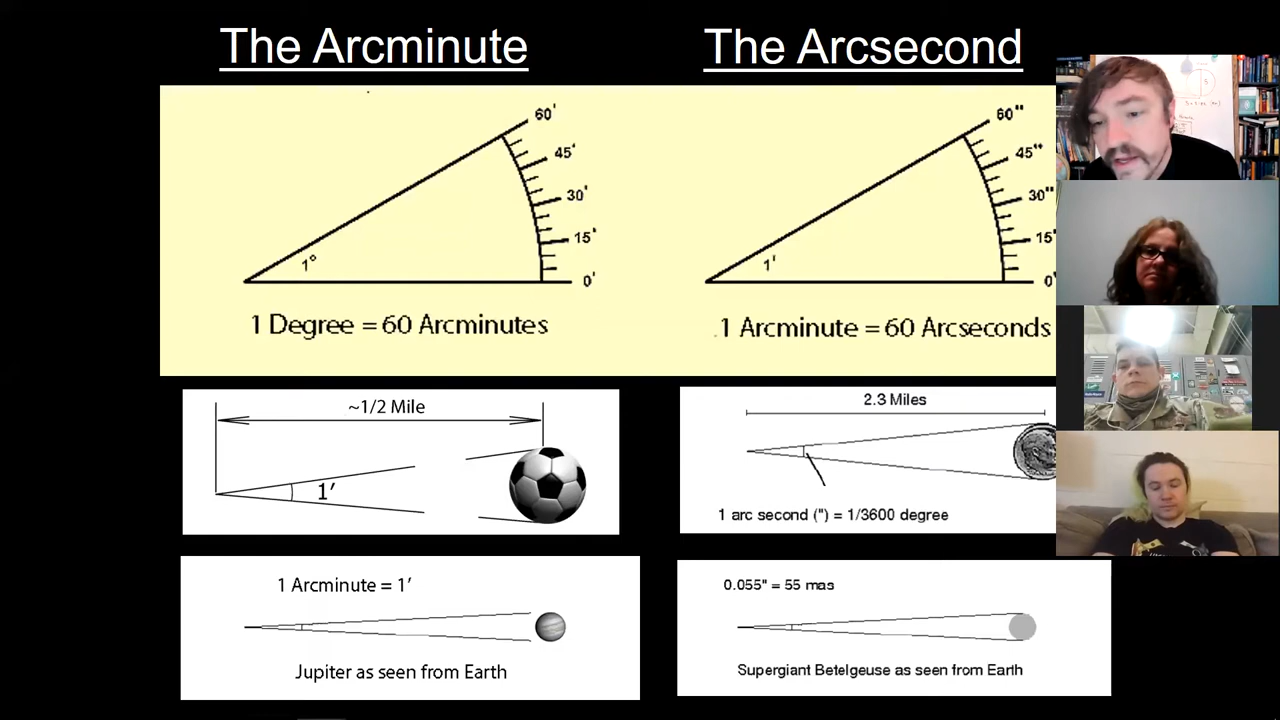 The Arcminute
The Arcsecond
60'
45'
30'
15'
0'
1°
1 Degree = 60 Arcminutes
60"
45"
30"
15'
0'
1'
1 Arcminute = 60 Arcseconds
~1/2 Mile
1'
2.3 Miles
1 arc second (") = 1/3600 degree
1 Arcminute = 1'
Jupiter as seen from Earth
0.055" = 55 mas
Supergiant Betelgeuse as seen from Earth